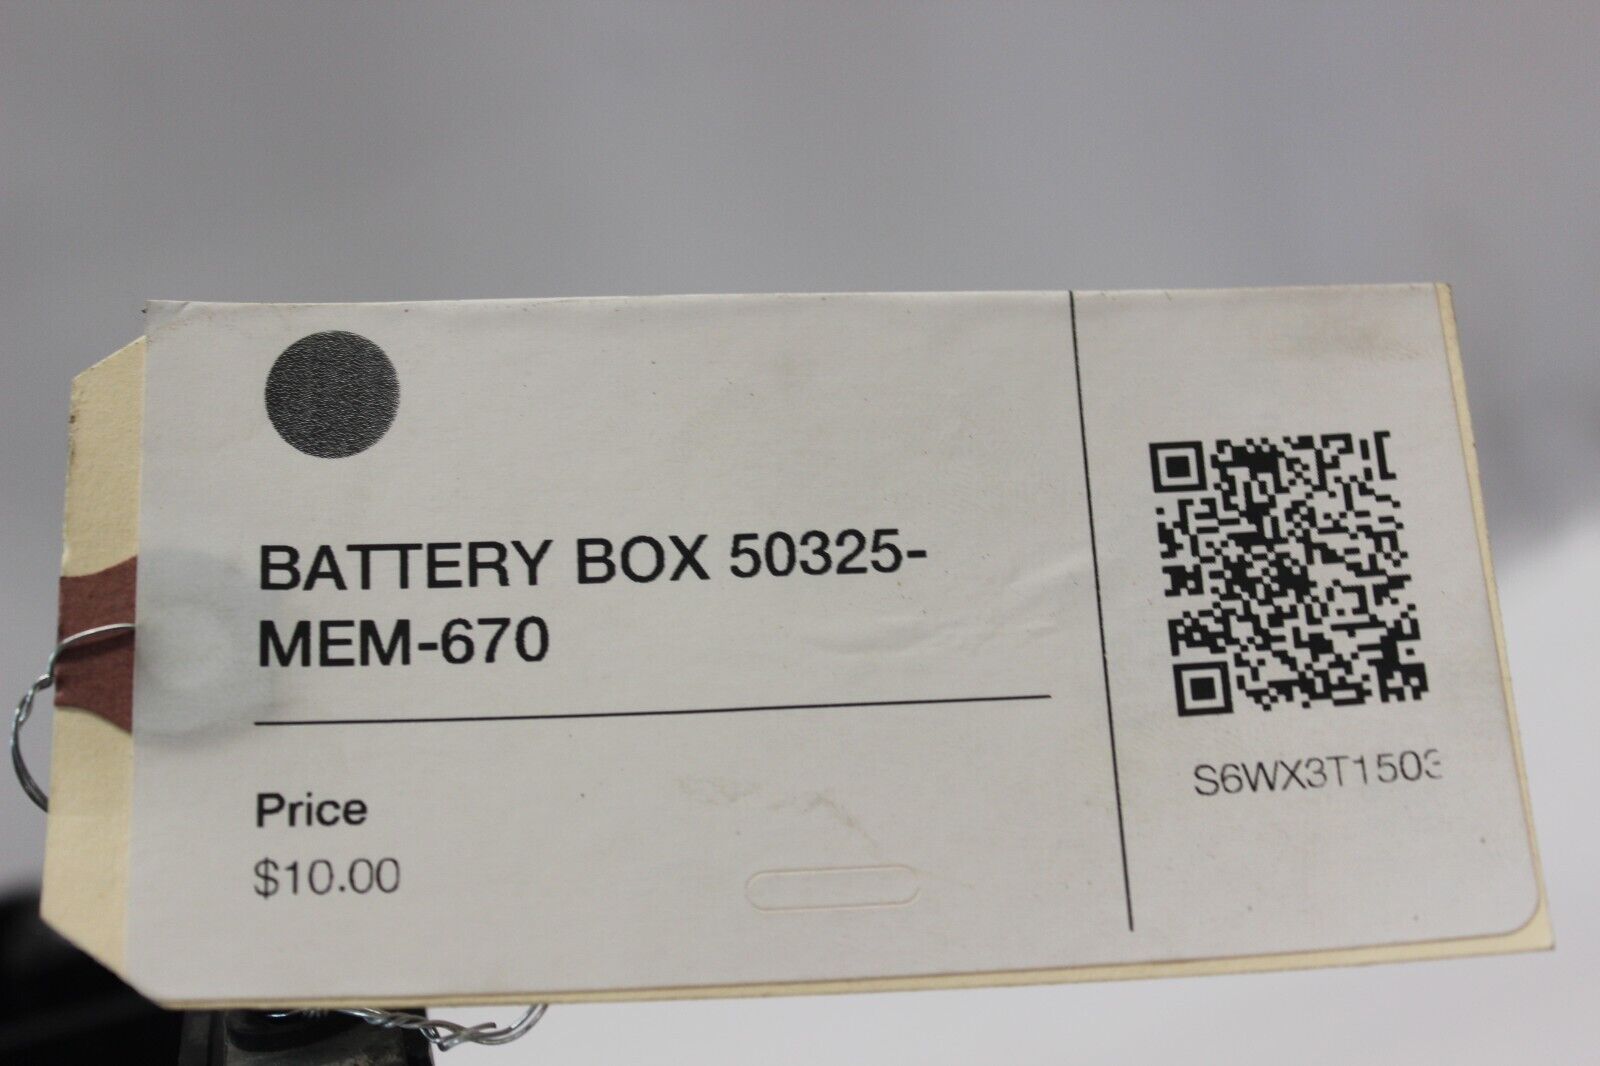 BATTERY BOX 50325-
MEM-670
Price
$10.00
S6WX3T1503